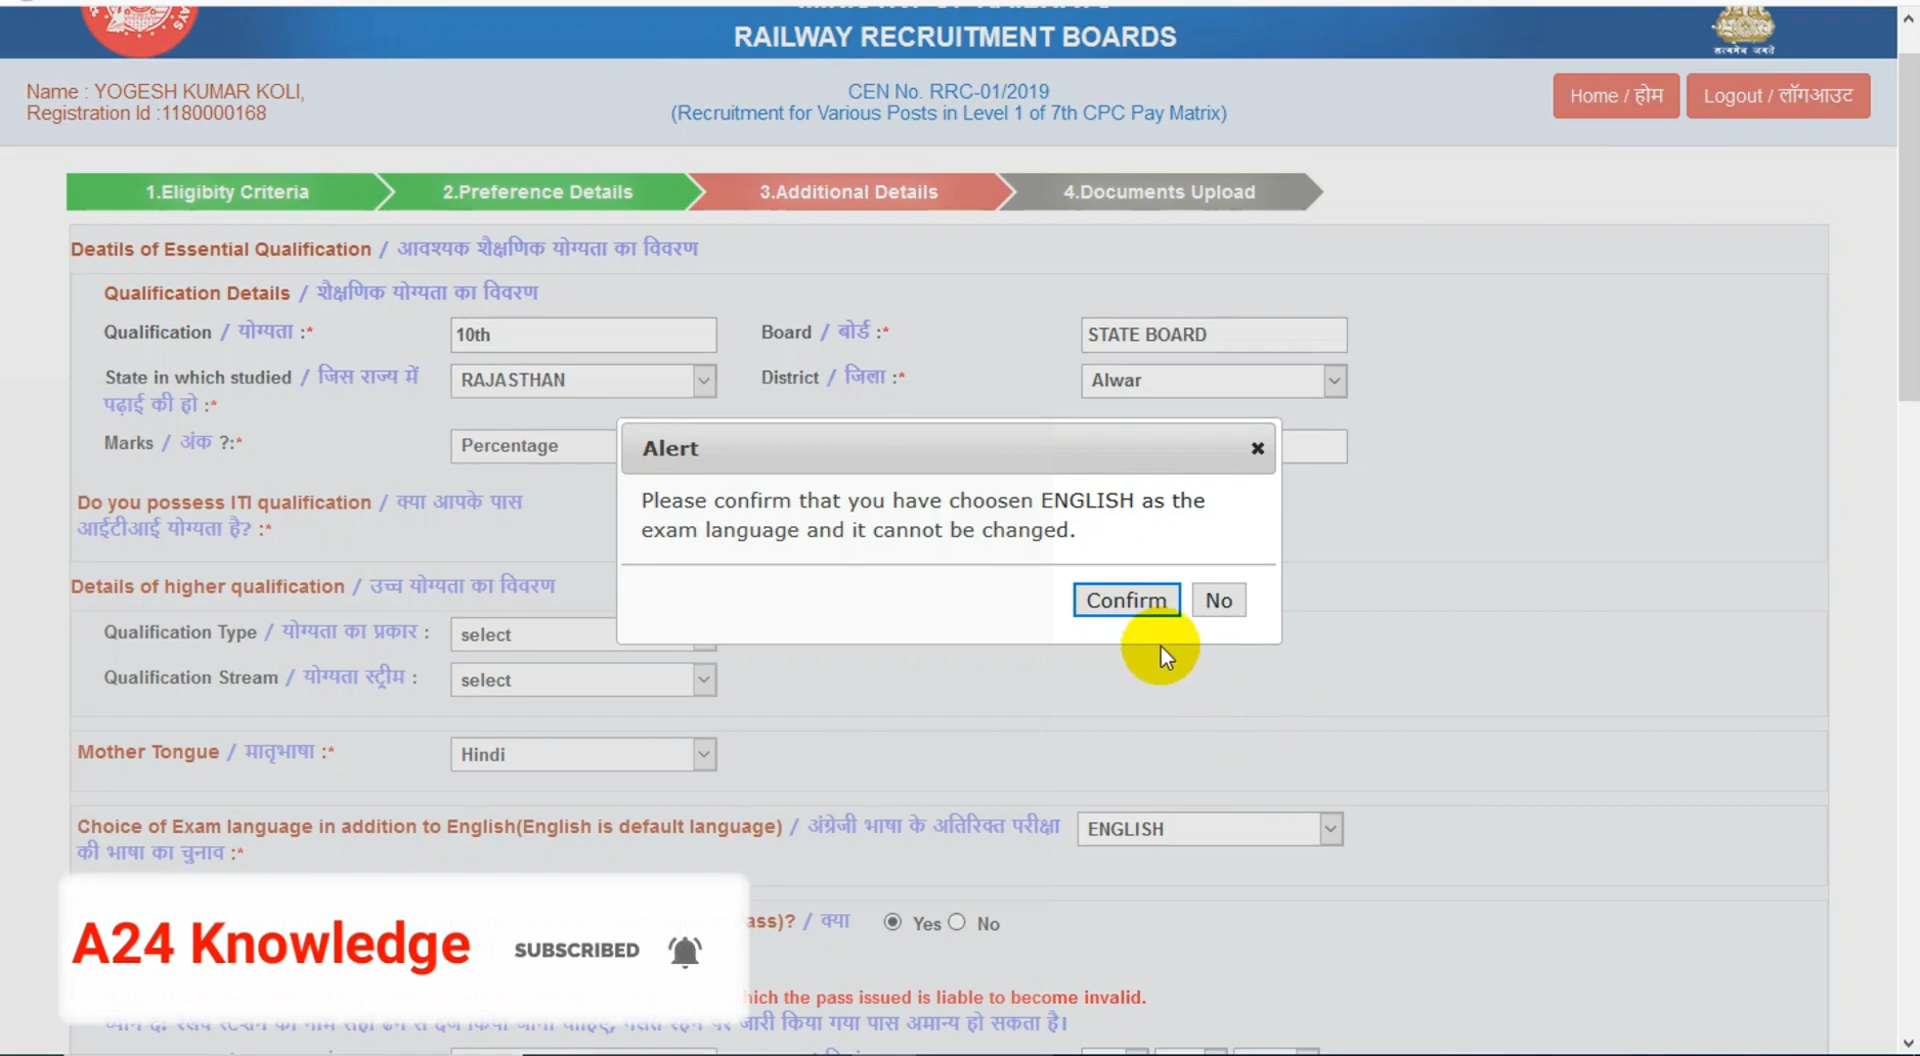 RAILWAY RECRUITMENT BOARDS
सत्यमेव जयते
Name : YOGESH KUMAR KOLI,
Registration Id :1180000168
CEN No. RRC-01/2019
(Recruitment for Various Posts in Level 1 of 7th CPC Pay Matrix)
Home / होम
Logout / लॉगआउट
1.Eligibity Criteria
2.Preference Details
3.Additional Details
4.Documents Upload
Deatils of Essential Qualification / आवश्यक शैक्षणिक योग्यता का विवरण
Qualification Details / शैक्षणिक योग्यता का विवरण
Qualification / योग्यता :*
10th
Board / बोर्ड :*
STATE BOARD
State in which studied / जिस राज्य में
पढ़ाई की हो :*
RAJASTHAN
District / जिला :*
Alwar
Marks / अंक ?:*
Percentage
Alert
Please confirm that you have choosen ENGLISH as the
exam language and it cannot be changed.
Confirm
No
Do you possess ITI qualification / क्या आपके पास
आईटीआई योग्यता है? :*
Details of higher qualification / उच्च योग्यता का विवरण
Qualification Type / योग्यता का प्रकार :
select
Qualification Stream / योग्यता स्ट्रीम :
select
Mother Tongue / मातृभाषा :*
Hindi
Choice of Exam language in addition to English(English is default language) / अंग्रेजी भाषा के अतिरिक्त परीक्षा
की भाषा का चुनाव :*
ENGLISH
ass)? / क्या
Yes
No
A24 Knowledge
SUBSCRIBED
hich the pass issued is liable to become invalid.
जारी किया गया पास अमान्य हो सकता है।